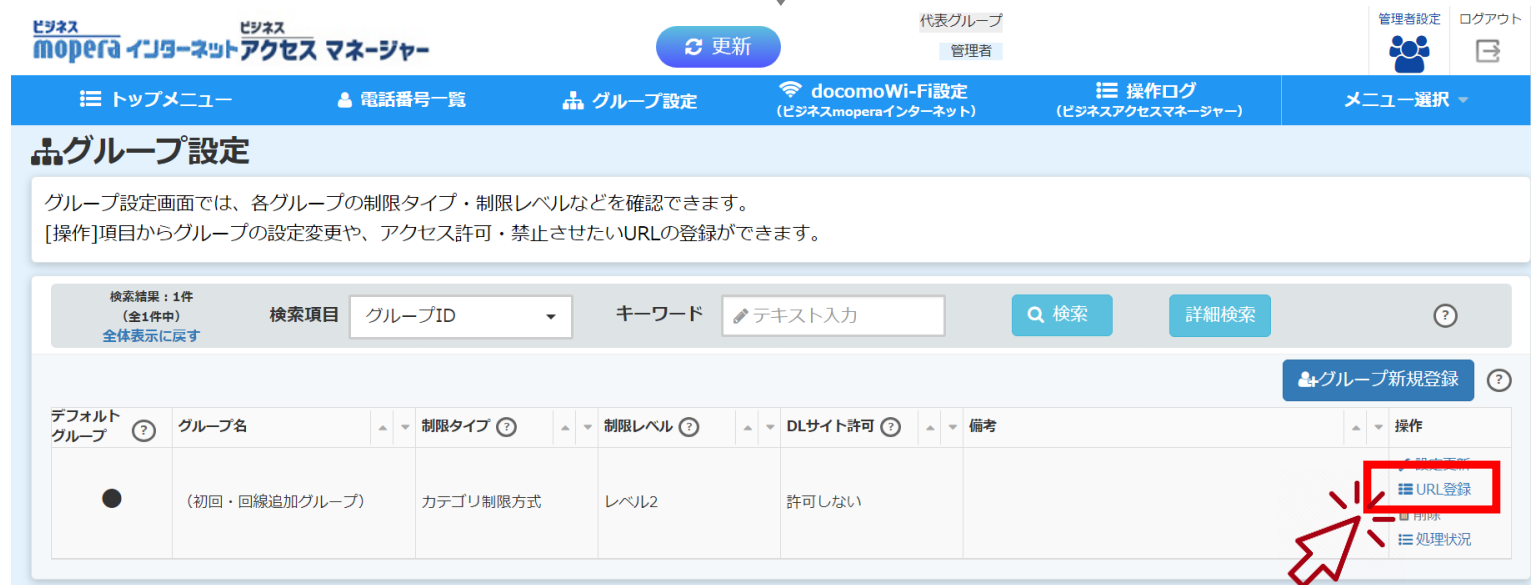 ビジネス
mopera インターネット
ビジネス
アクセス マネージャー
更新
代表グループ
管理者
管理者設定
ログアウト
トップメニュー
電話番号一覧
グループ設定
docomoWi-Fi設定
（ビジネスmoperaインターネット）
操作ログ
（ビジネスアクセスマネージャー）
メニュー選択
グループ設定
グループ設定画面では、各グループの制限タイプ・制限レベルなどを確認できます。
[操作]項目からグループの設定変更や、アクセス許可・禁止させたいURLの登録ができます。
検索結果：1件
（全1件中）
全体表示に戻す
検索項目
グループID
キーワード
テキスト入力
検索
詳細検索
?
グループ新規登録
?
デフォルト
グループ
?
グループ名
制限タイプ ?
制限レベル ?
DLサイト許可 ?
備考
操作
（初回・回線追加グループ）
カテゴリ制限方式
レベル2
許可しない
設定更新
URL登録
削除
処理状況